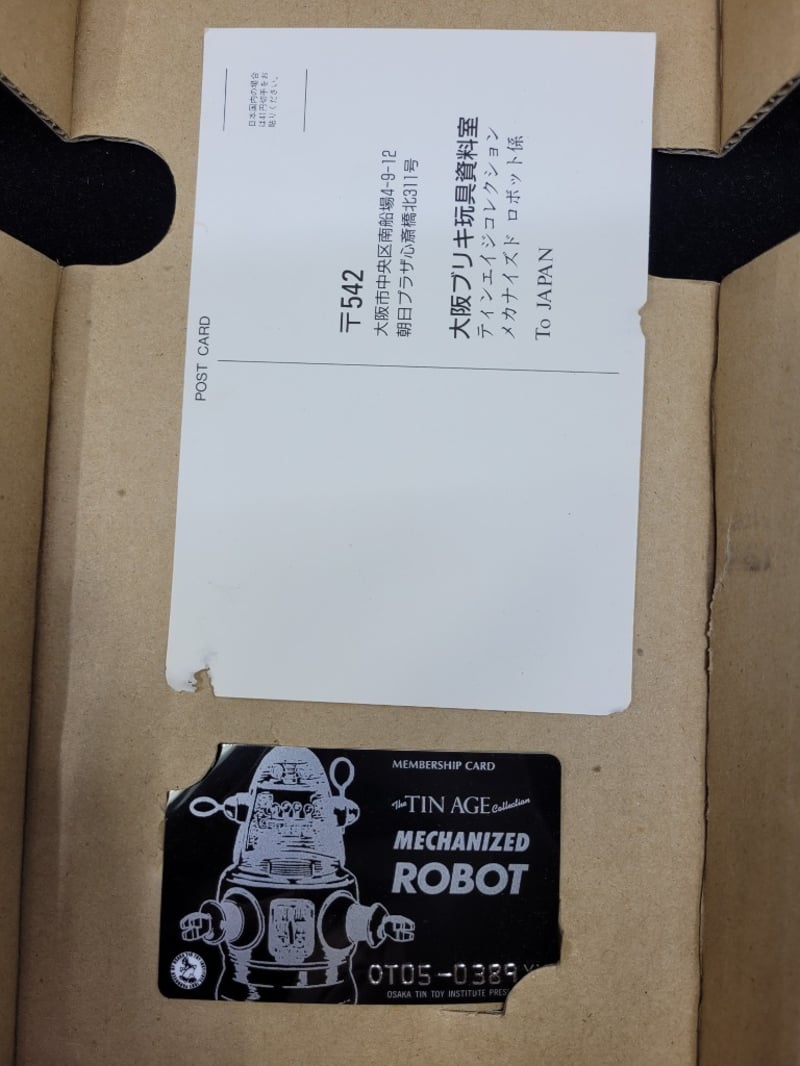 POST CARD
日本国内の場合
は41円切手をお
貼りください。
〒542
大阪市中央区南船場4-9-12
朝日プラザ心斎橋北311号
大阪ブリキ玩具資料室
ティンエイジコレクション
メカナイズド ロボット係
To JAPAN
MEMBERSHIP CARD
The TIN AGE Collection
MECHANIZED
ROBOT
OT05-0389
OSAKA TIN TOY INSTITUTE